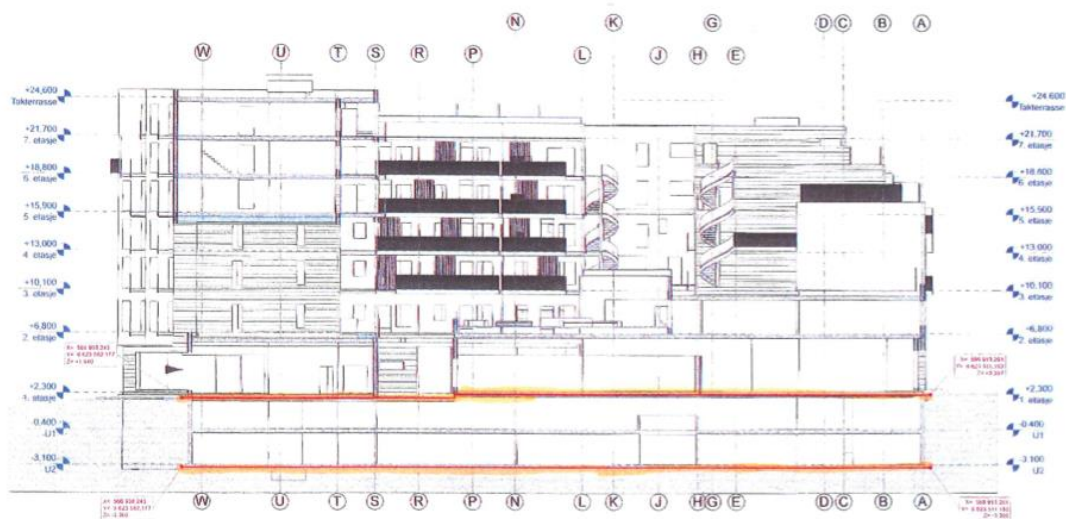 N K G D C B A
W U T S R P L J H E
+24,600
Takterrasse
+21,700
7. etasje
+18,800
6. etasje
+15,900
5. etasje
+13,000
4. etasje
+10,100
3. etasje
+6,800
2. etasje
+2,300
1. etasje
-0,400
U1
-3,100
U2
+24,600
Takterrasse
+21,700
7. etasje
+18,800
6. etasje
+15,900
5. etasje
+13,000
4. etasje
+10,100
3. etasje
+6,800
2. etasje
+2,300
1. etasje
-0,400
U1
-3,100
U2
W U T S R P N L K J H G E D C B A